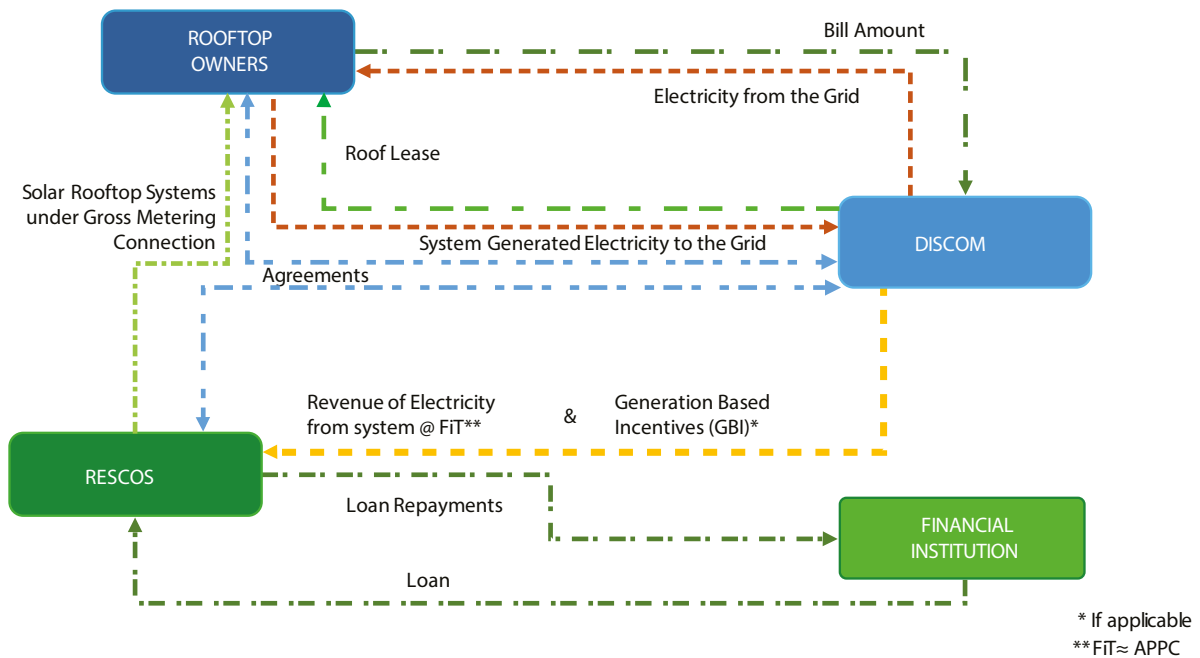 ROOFTOP
OWNERS
Bill Amount
Electricity from the Grid
Roof Lease
Solar Rooftop Systems
under Gross Metering
Connection
System Generated Electricity to the Grid
DISCOM
Agreements
Revenue of Electricity
from system @ FiT**
&
Generation Based
Incentives (GBI)*
RESCOS
Loan Repayments
FINANCIAL
INSTITUTION
Loan
* If applicable
**FiT≈ APPC